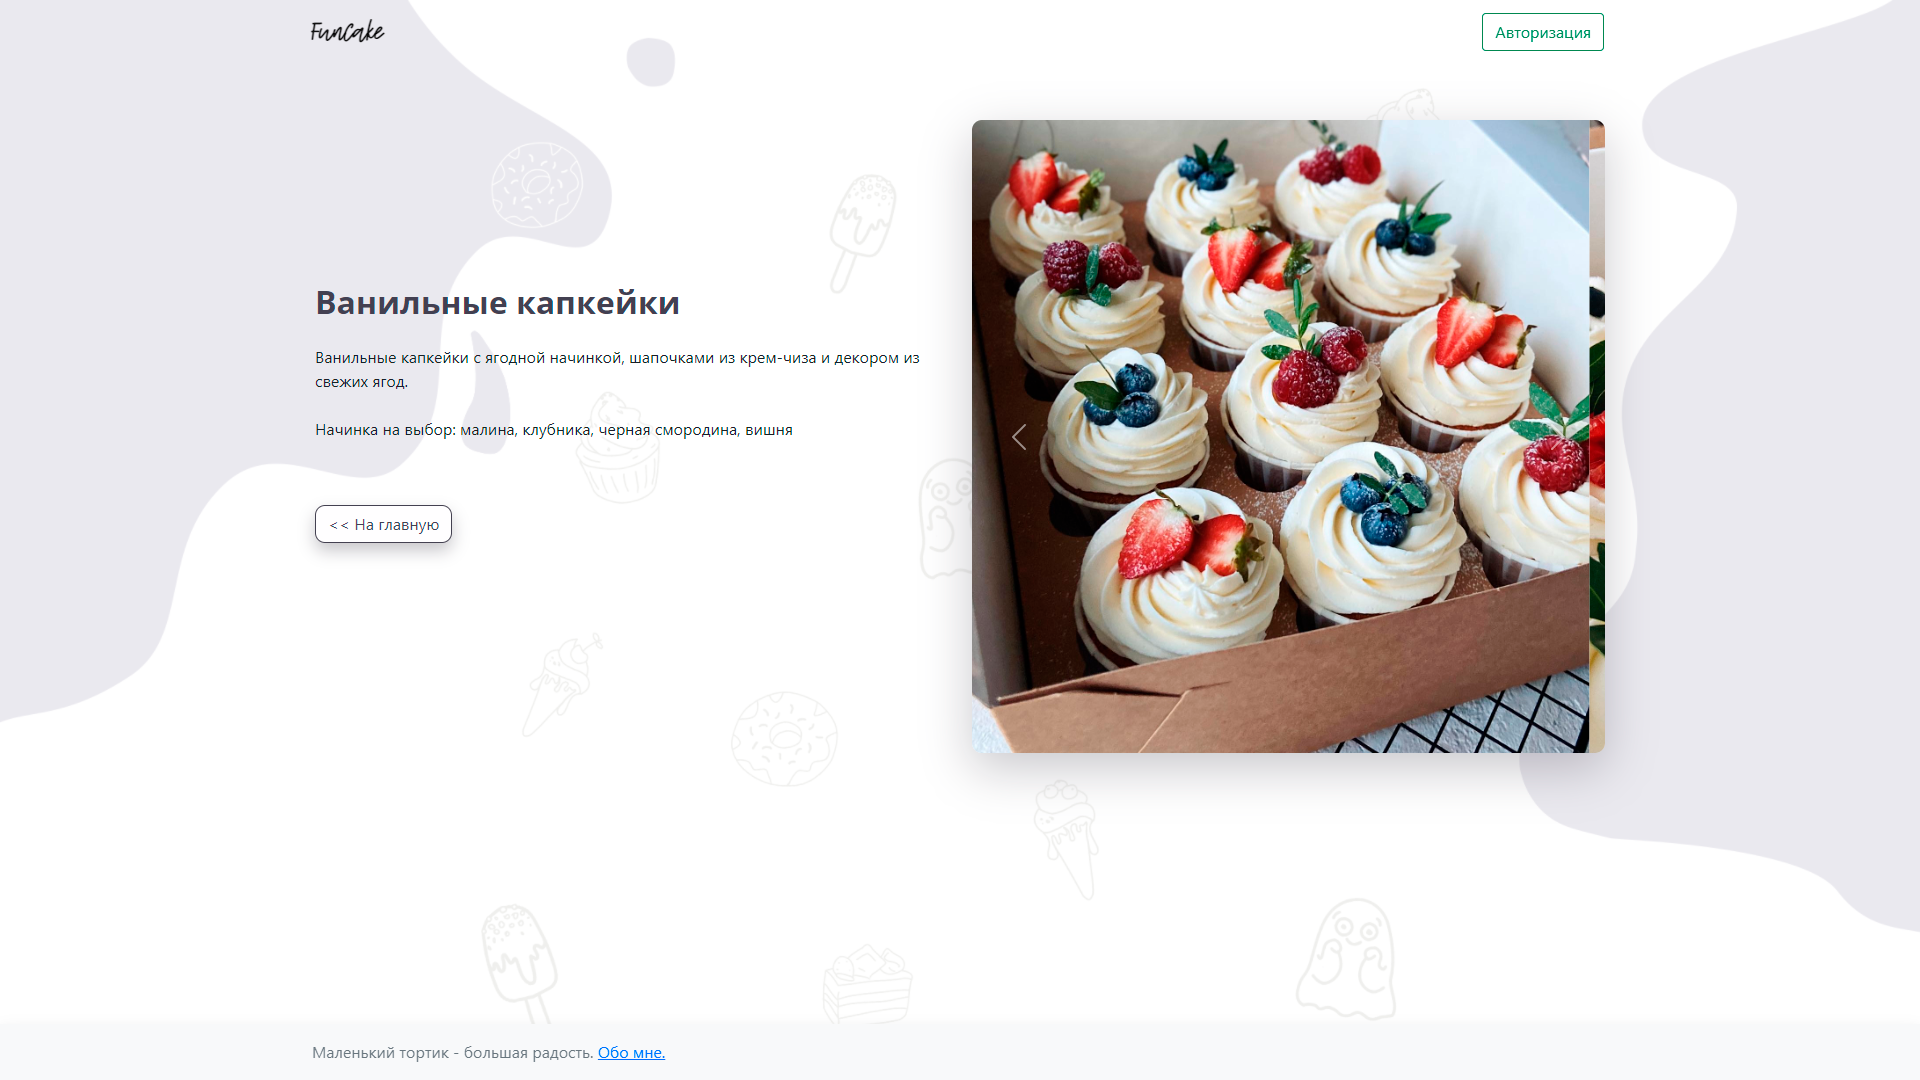 FunCake
Авторизация
Ванильные капкейки
Ванильные капкейки с ягодной начинкой, шапочками из крем-чиза и декором из
свежих ягод.
Начинка на выбор: малина, клубника, черная смородина, вишня
<< На главную
Маленький тортик - большая радость. Обо мне.